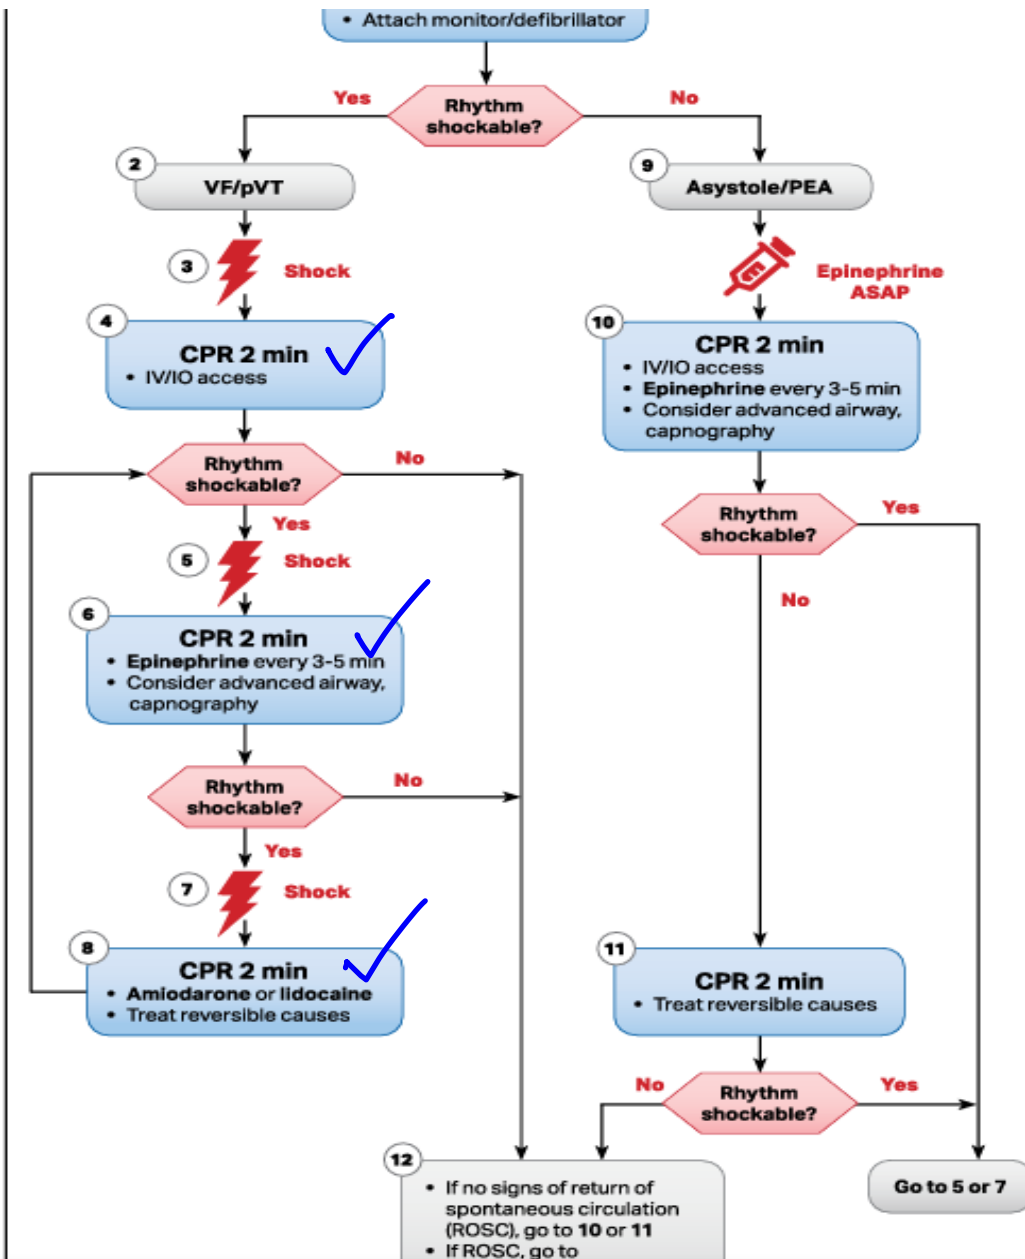 • Attach monitor/defibrillator
Rhythm
shockable?
Yes
No
2
VF/pVT
3
Shock
4
CPR 2 min
• IV/IO access
Rhythm
shockable?
No
Yes
5
Shock
6
CPR 2 min
• Epinephrine every 3-5 min
• Consider advanced airway,
capnography
Rhythm
shockable?
No
Yes
7
Shock
8
CPR 2 min
• Amiodarone or lidocaine
• Treat reversible causes
9
Asystole/PEA
Epinephrine
ASAP
10
CPR 2 min
• IV/IO access
• Epinephrine every 3-5 min
• Consider advanced airway,
capnography
Rhythm
shockable?
Yes
No
11
CPR 2 min
• Treat reversible causes
Rhythm
shockable?
No
Yes
12
• If no signs of return of
spontaneous circulation
(ROSC), go to 10 or 11
• If ROSC, go to
Go to 5 or 7